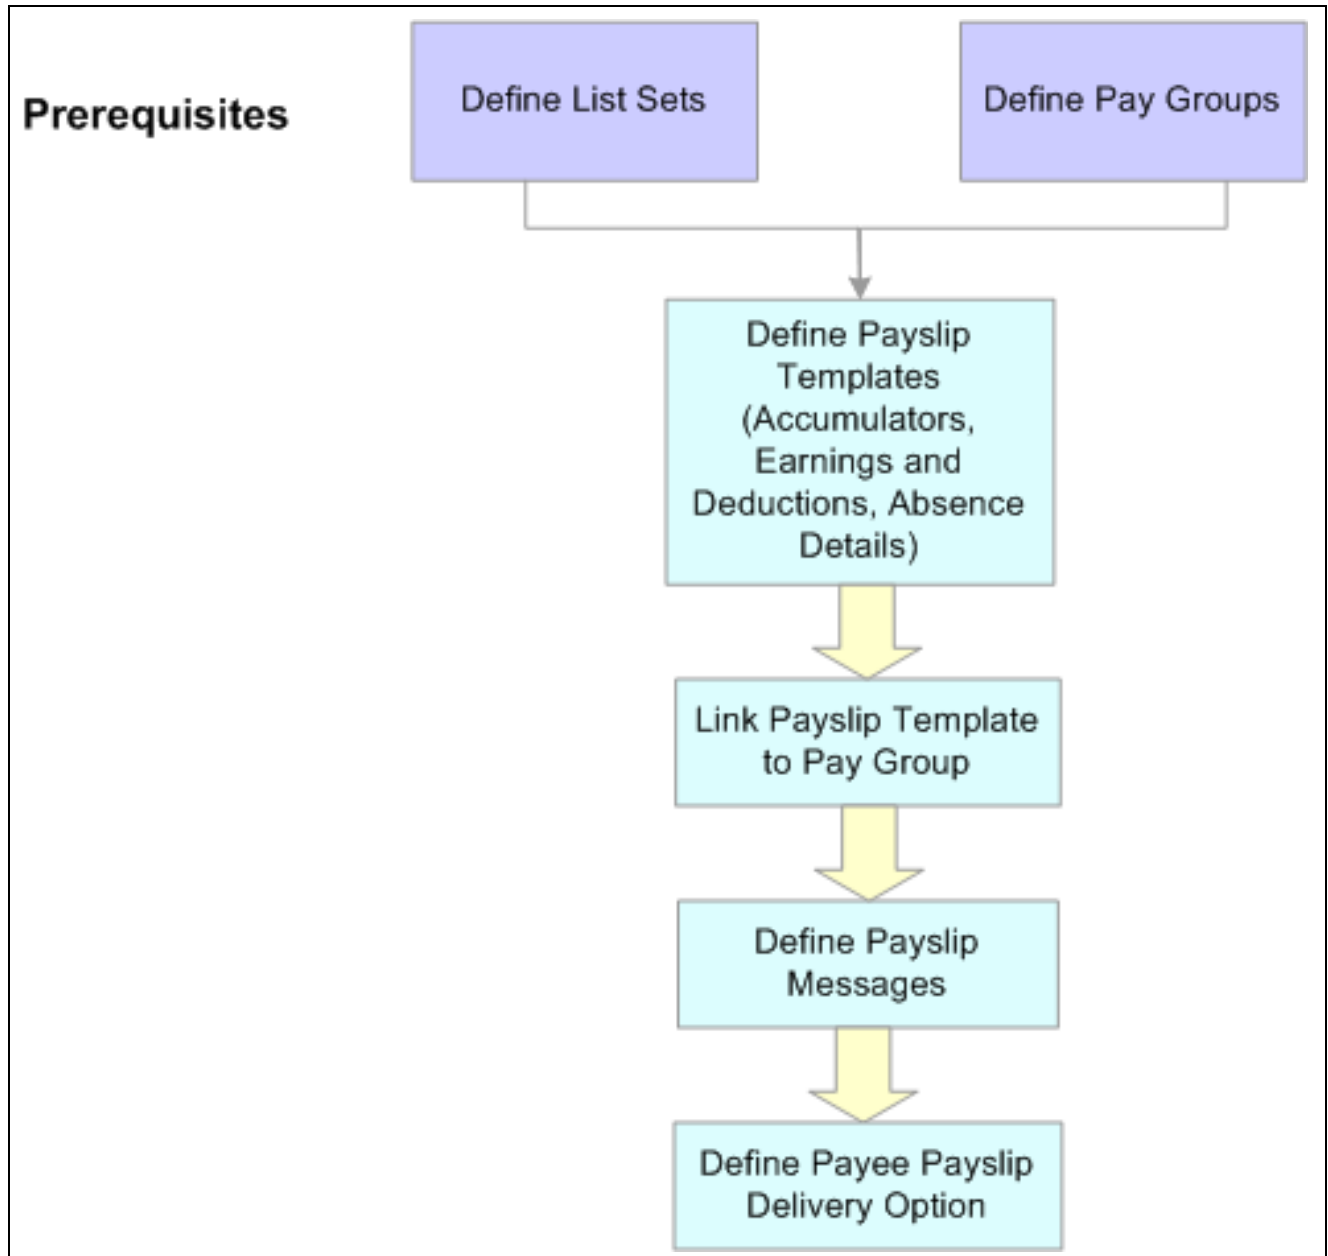 Prerequisites
Define List Sets
Define Pay Groups
Define Payslip
Templates
(Accumulators,
Earnings and
Deductions, Absence
Details)
Link Payslip Template
to Pay Group
Define Payslip
Messages
Define Payee Payslip
Delivery Option